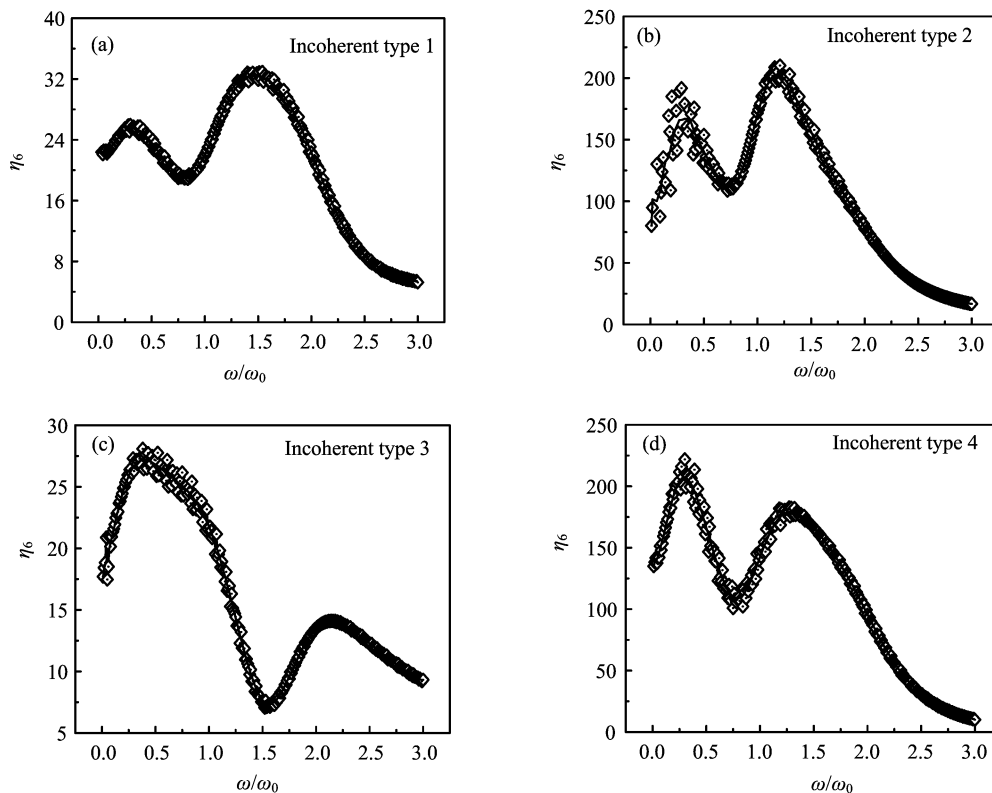 (a) Incoherent type 1
40
32
24
16
8
0
η6
0.0 0.5 1.0 1.5 2.0 2.5 3.0
ω/ω0
(b) Incoherent type 2
250
200
150
100
50
0
η6
0.0 0.5 1.0 1.5 2.0 2.5 3.0
ω/ω0
(c) Incoherent type 3
30
25
20
15
10
5
η6
0.0 0.5 1.0 1.5 2.0 2.5 3.0
ω/ω0
(d) Incoherent type 4
250
200
150
100
50
0
η6
0.0 0.5 1.0 1.5 2.0 2.5 3.0
ω/ω0